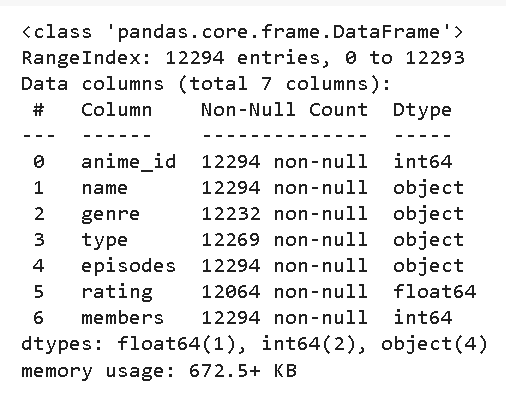 <class 'pandas.core.frame.DataFrame'>
RangeIndex: 12294 entries, 0 to 12293
Data columns (total 7 columns):
 #   Column    Non-Null Count  Dtype
---  ------    --------------  -----
 0   anime_id  12294 non-null  int64
 1   name      12294 non-null  object
 2   genre     12232 non-null  object
 3   type      12269 non-null  object
 4   episodes  12294 non-null  object
 5   rating    12064 non-null  float64
 6   members   12294 non-null  int64
dtypes: float64(1), int64(2), object(4)
memory usage: 672.5+ KB